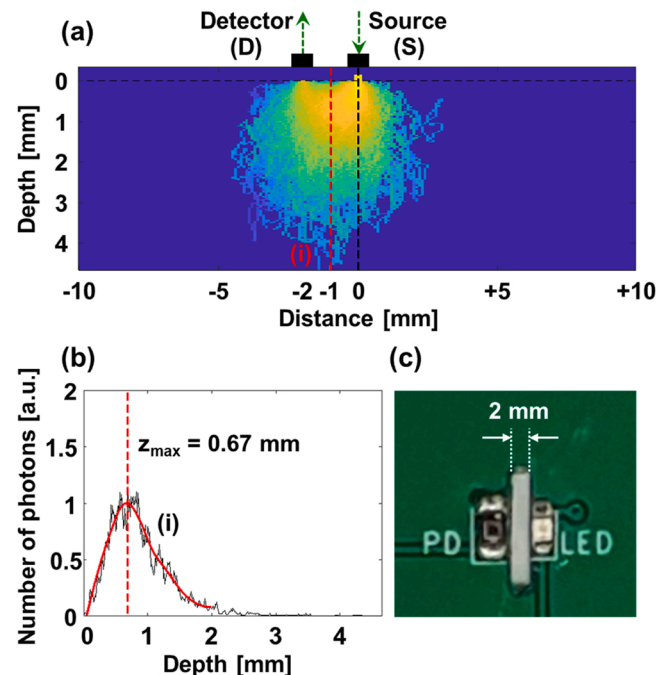 (a)
Detector
(D)
Source
(S)
Depth [mm]
0
1
2
3
4
(i)
-10
-5
-2
-1
0
+5
+10
Distance [mm]
(b)
Number of photons [a.u.]
2
1.5
1
0.5
0
z_max = 0.67 mm
(i)
0
1
2
3
4
Depth [mm]
(c)
2 mm
PD
LED